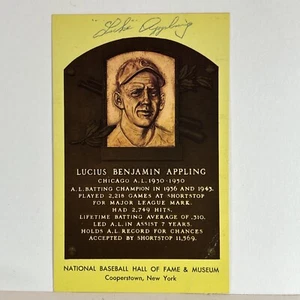 "Luke" Appling
LUCIUS BENJAMIN APPLING
CHICAGO A.L. 1930-1950
A.L. BATTING CHAMPION IN 1936 AND 1943.
PLAYED 2,218 GAMES AT SHORTSTOP
FOR MAJOR LEAGUE MARK.
HAD 2,749 HITS.
LIFETIME BATTING AVERAGE OF .310.
LED A.L. IN ASSIST 7 YEARS.
HOLDS A.L. RECORD FOR CHANCES
ACCEPTED BY SHORTSTOP 11,569.
NATIONAL BASEBALL HALL OF FAME & MUSEUM
Cooperstown, New York